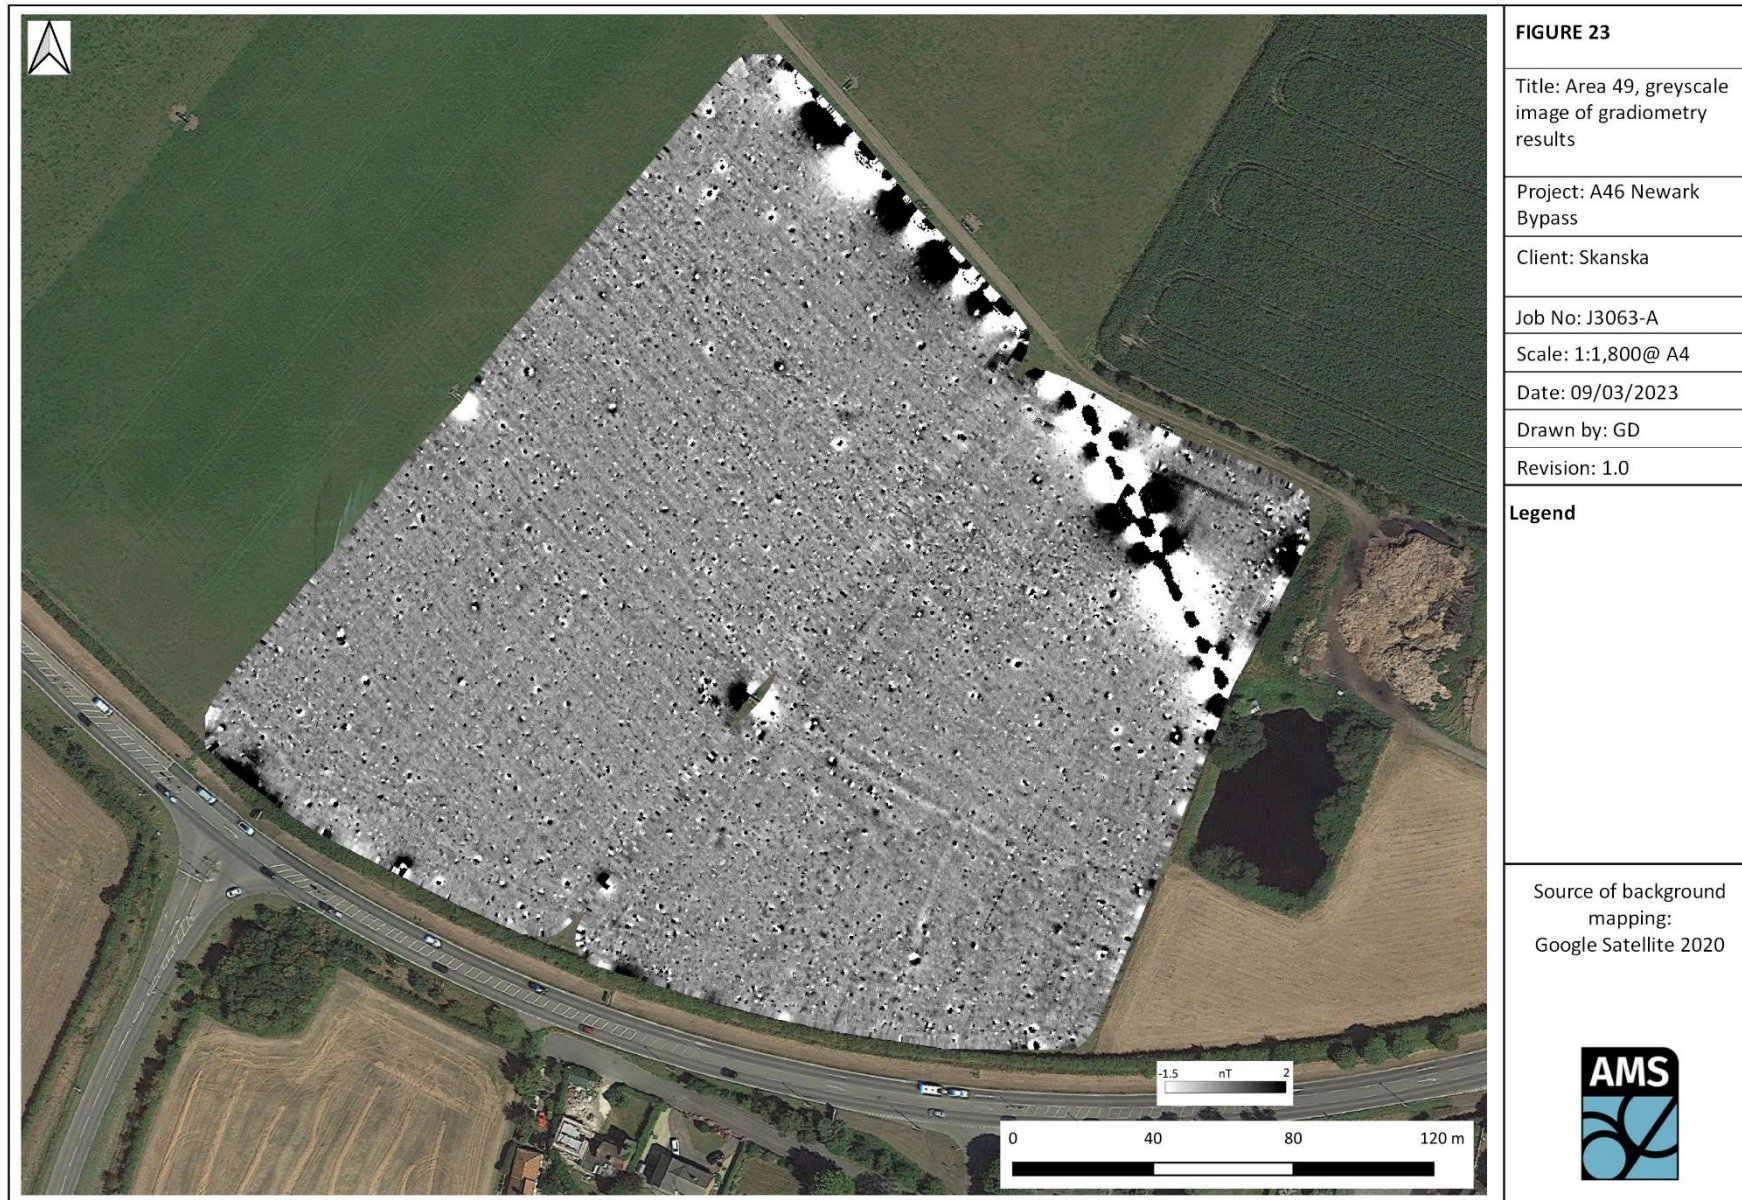 FIGURE 23
Title: Area 49, greyscale
image of gradiometry
results
Project: A46 Newark
Bypass
Client: Skanska
Job No: J3063-A
Scale: 1:1,800@ A4
Date: 09/03/2023
Drawn by: GD
Revision: 1.0
Legend
Source of background
mapping:
Google Satellite 2020
AMS
-1.5 nT 2
0 40 80 120 m